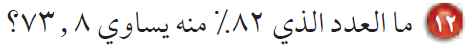 ١٢ ما العدد الذي ٨٢٪ منه يساوي ٧٣,٨؟